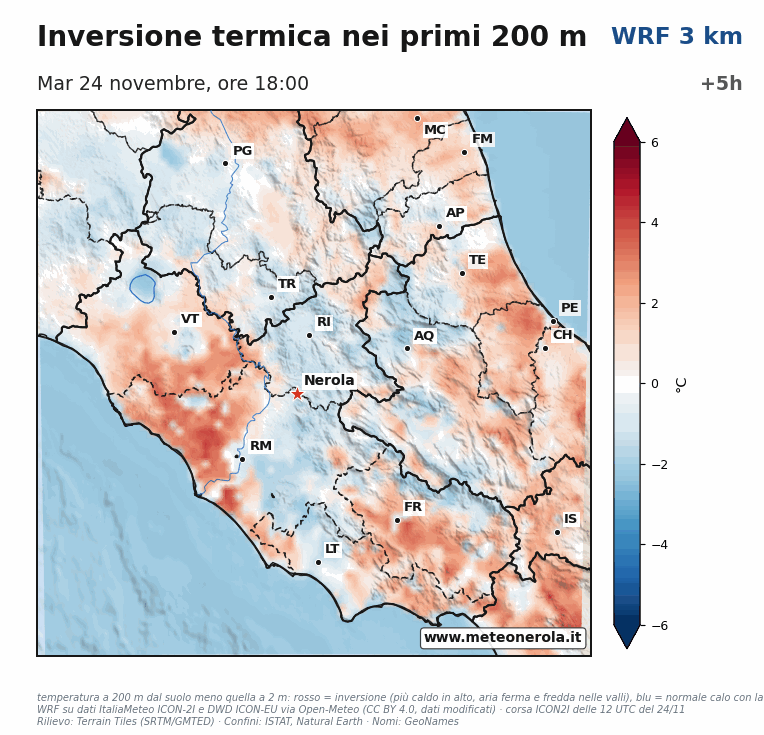 Inversione termica nei primi 200 m WRF 3 km
Mar 24 novembre, ore 18:00 +5h
MC
FM
PG
AP
TE
TR
PE
VT
RI
AQ
CH
Nerola
RM
FR
IS
LT
www.meteonerola.it
6
4
2
0
−2
−4
−6
°C
temperatura a 200 m dal suolo meno quella a 2 m: rosso = inversione (più caldo in alto, aria ferma e fredda nelle valli), blu = normale calo con la
WRF su dati ItaliaMeteo ICON-2I e DWD ICON-EU via Open-Meteo (CC BY 4.0, dati modificati) · corsa ICON2I delle 12 UTC del 24/11
Rilievo: Terrain Tiles (SRTM/GMTED) · Confini: ISTAT, Natural Earth · Nomi: GeoNames